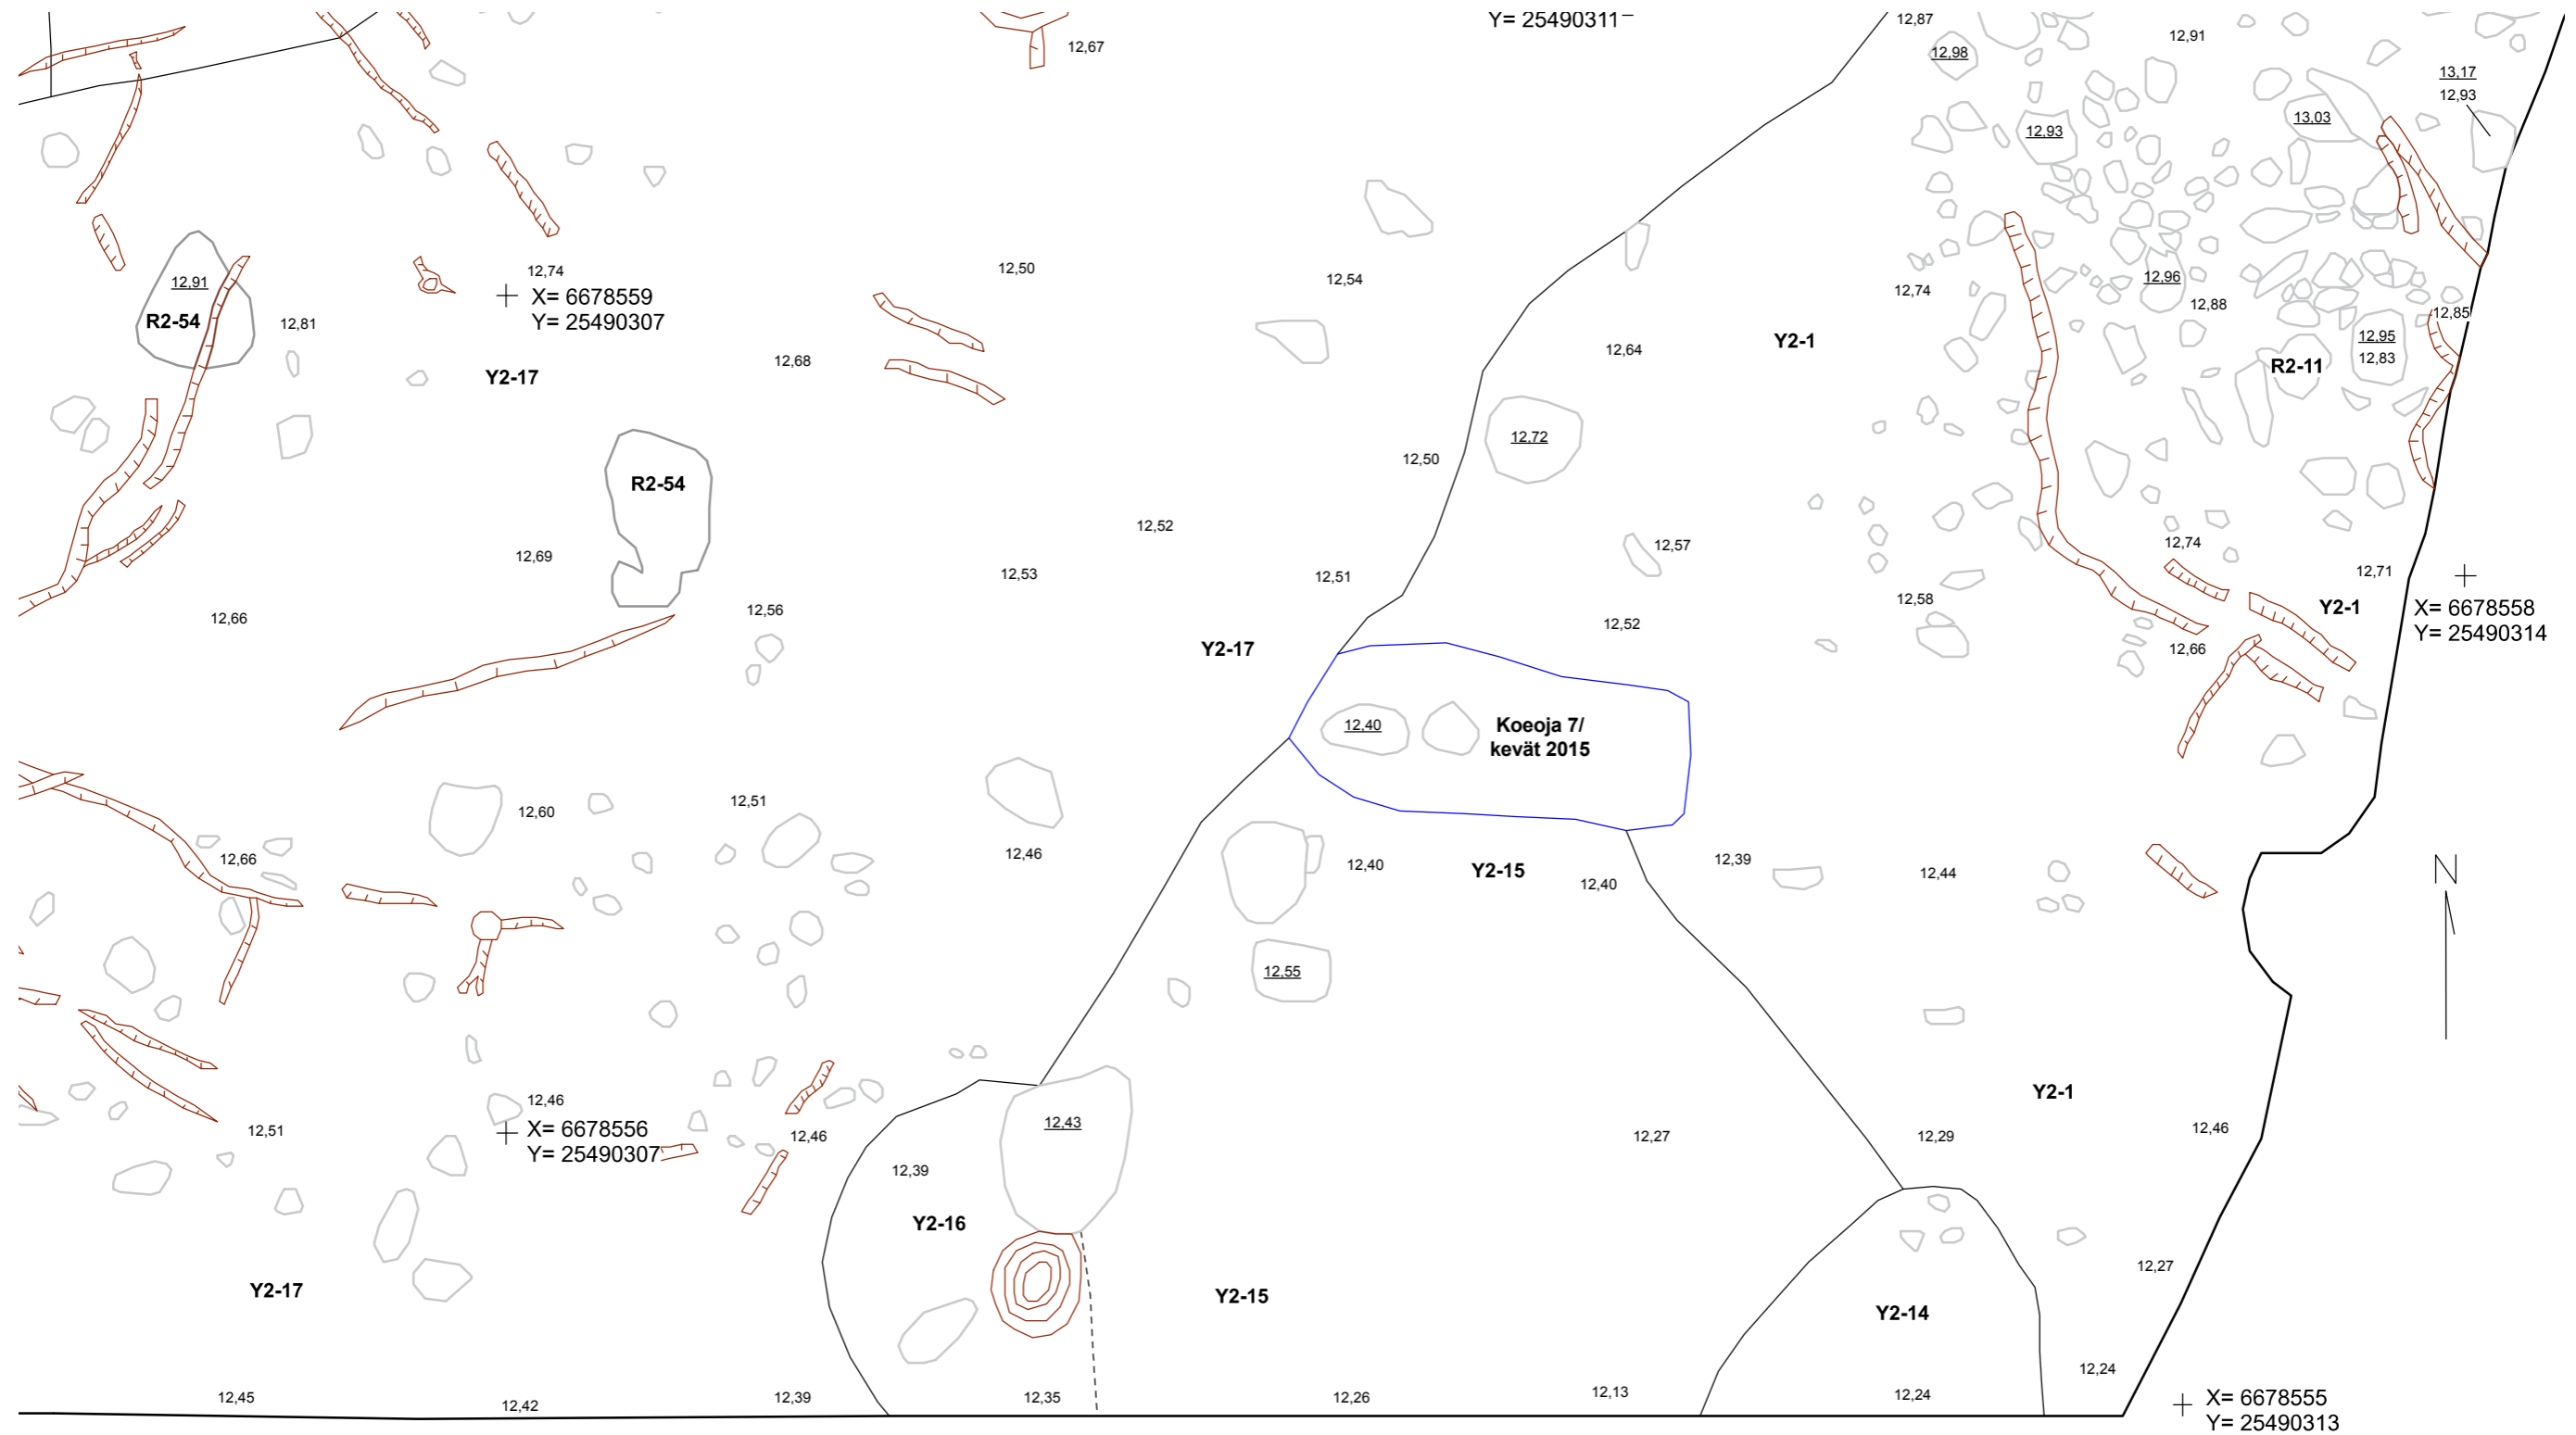 Y= 25490311
12,87
12,91
12,98
12,67
13,17
12,93
13,03
12,93
12,74
X= 6678559
Y= 25490307
12,91
R2-54
12,81
12,50
12,54
12,74
12,96
12,88
12,85
12,95
12,83
R2-11
Y2-17
12,68
12,64
Y2-1
12,72
12,50
R2-54
12,52
12,69
12,53
12,51
12,57
12,74
12,71
X= 6678558
Y= 25490314
12,66
12,56
12,52
12,58
Y2-1
12,66
Y2-17
12,40
Koeoja 7/
kevät 2015
12,60
12,51
12,66
12,46
12,40
Y2-15
12,40
12,39
12,44
12,55
N
12,46
X= 6678556
Y= 25490307
12,51
12,46
12,43
12,39
12,27
12,29
Y2-1
12,46
Y2-16
Y2-17
Y2-15
Y2-14
12,27
12,45
12,42
12,39
12,35
12,26
12,13
12,24
12,24
X= 6678555
Y= 25490313